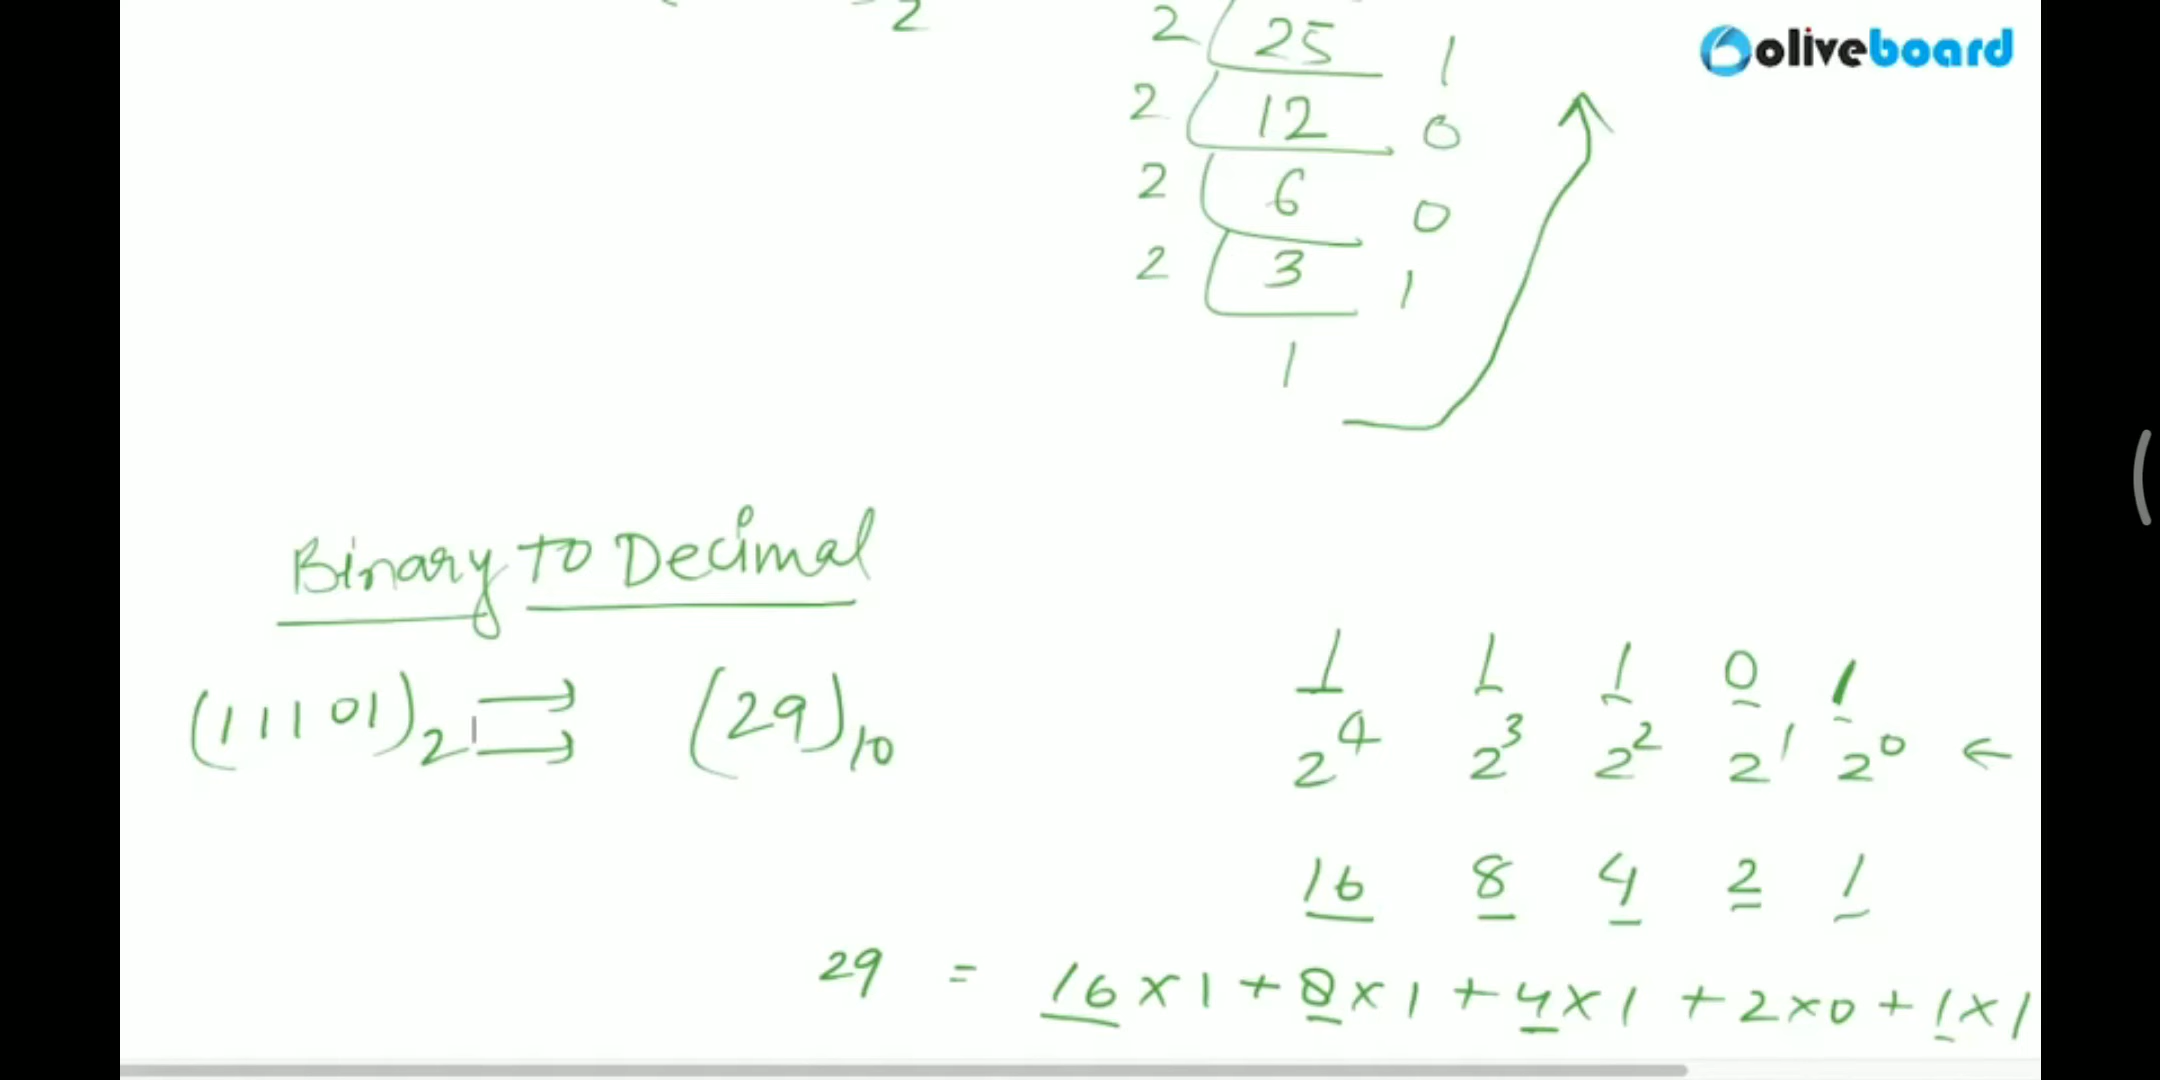 2
2 25 1
oliveboard
2 12 0
2 6 0
2 3 1
1
Binary to Decimal
(11101)₂ (29)₁₀
1 1 1 0 1
2⁴ 2³ 2² 2¹ 2⁰ ←
16 8 4 2 1
29 = 16×1+8×1+4×1+2×0+1×1